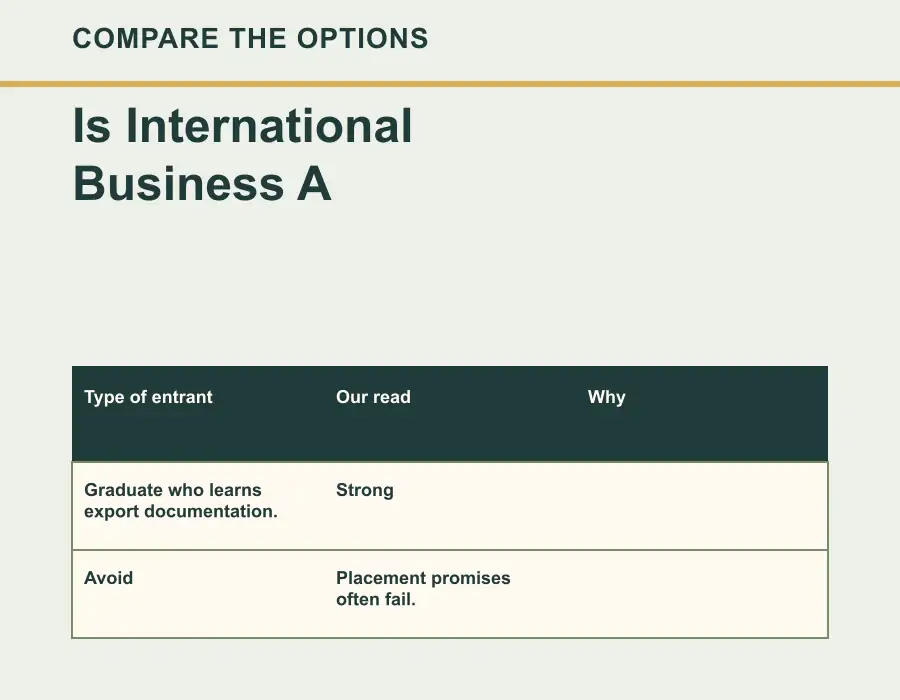 COMPARE THE OPTIONS
Is International
Business A
Type of entrant Our read Why
Graduate who learns Strong
export documentation.
Avoid Placement promises
often fail.